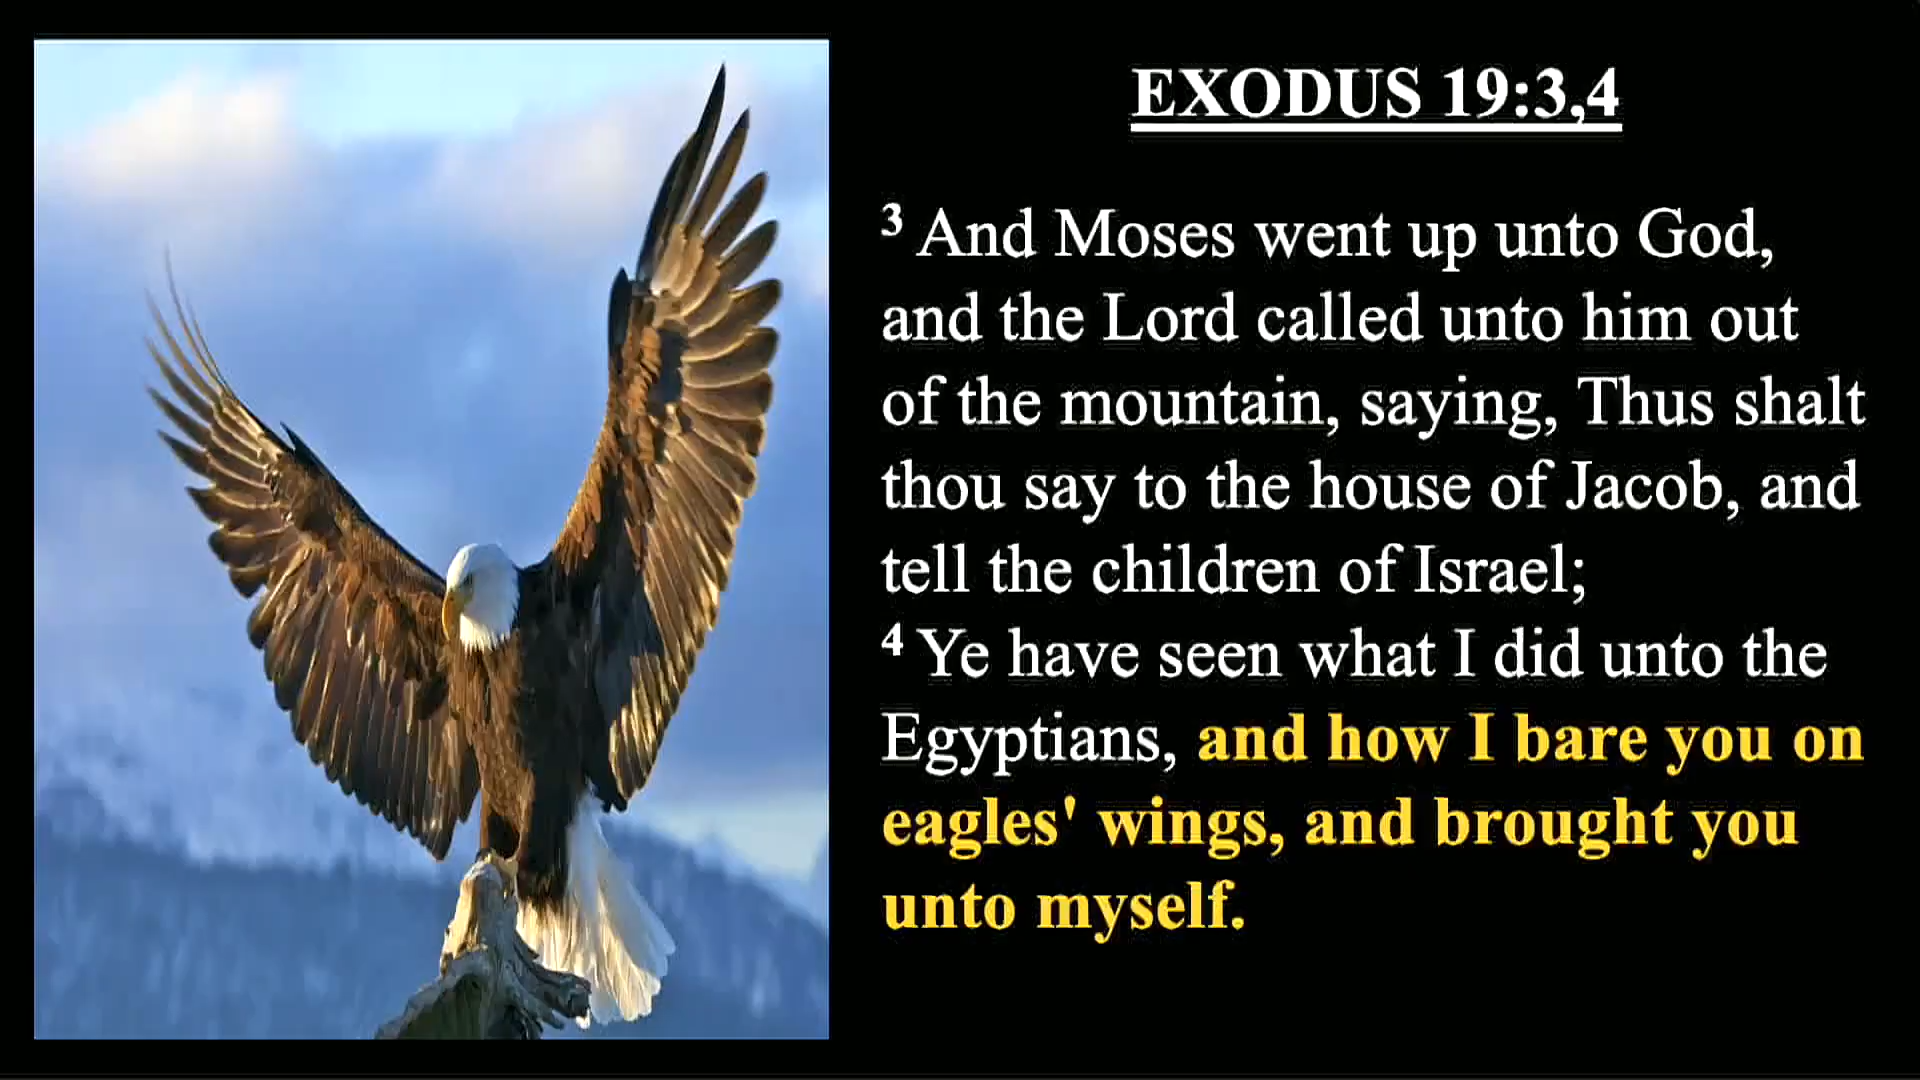 EXODUS 19:3,4
3 And Moses went up unto God,
and the Lord called unto him out
of the mountain, saying, Thus shalt
thou say to the house of Jacob, and
tell the children of Israel;
4 Ye have seen what I did unto the
Egyptians, and how I bare you on
eagles' wings, and brought you
unto myself.